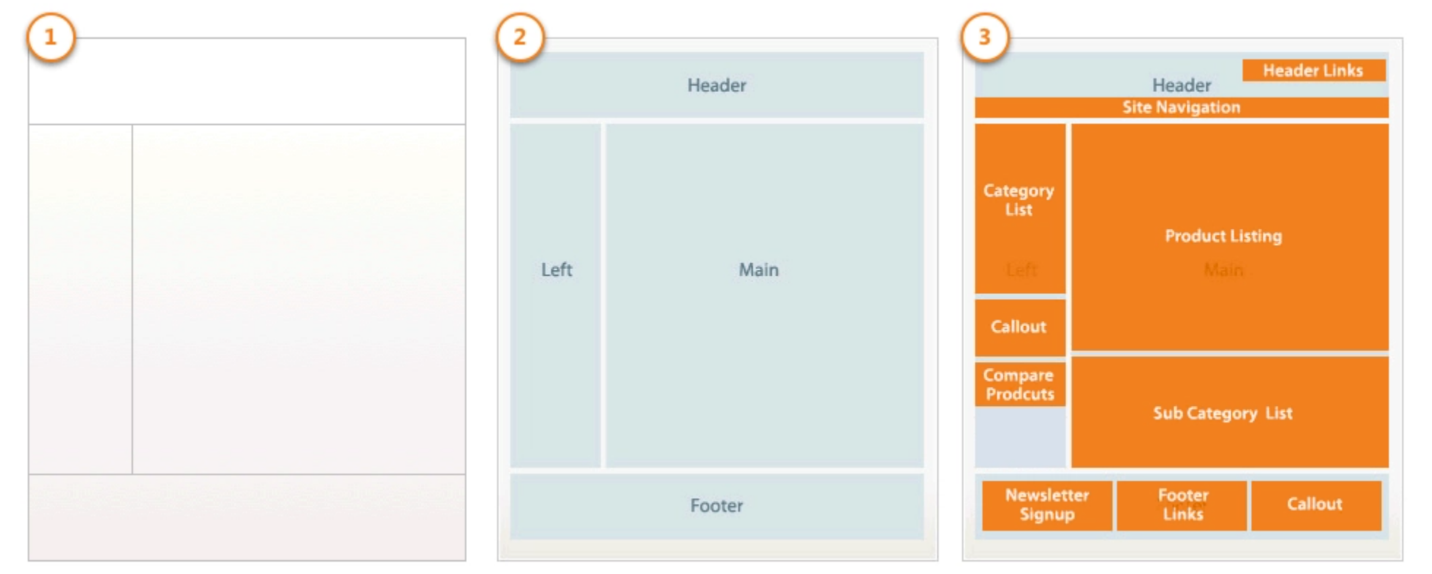 1
2
Header
Left
Main
Footer
3
Header Links
Header
Site Navigation
Category
List
Left
Callout
Compare
Prodcuts
Product Listing
Main
Sub Category List
Newsletter
Signup
Footer
Links
Callout